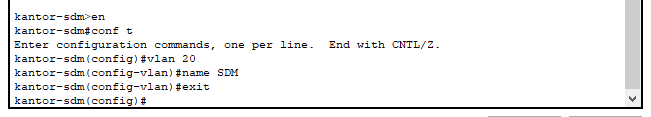 kantor-sdm>en
kantor-sdm#conf t
Enter configuration commands, one per line.  End with CNTL/Z.
kantor-sdm(config)#vlan 20
kantor-sdm(config-vlan)#name SDM
kantor-sdm(config-vlan)#exit
kantor-sdm(config)#